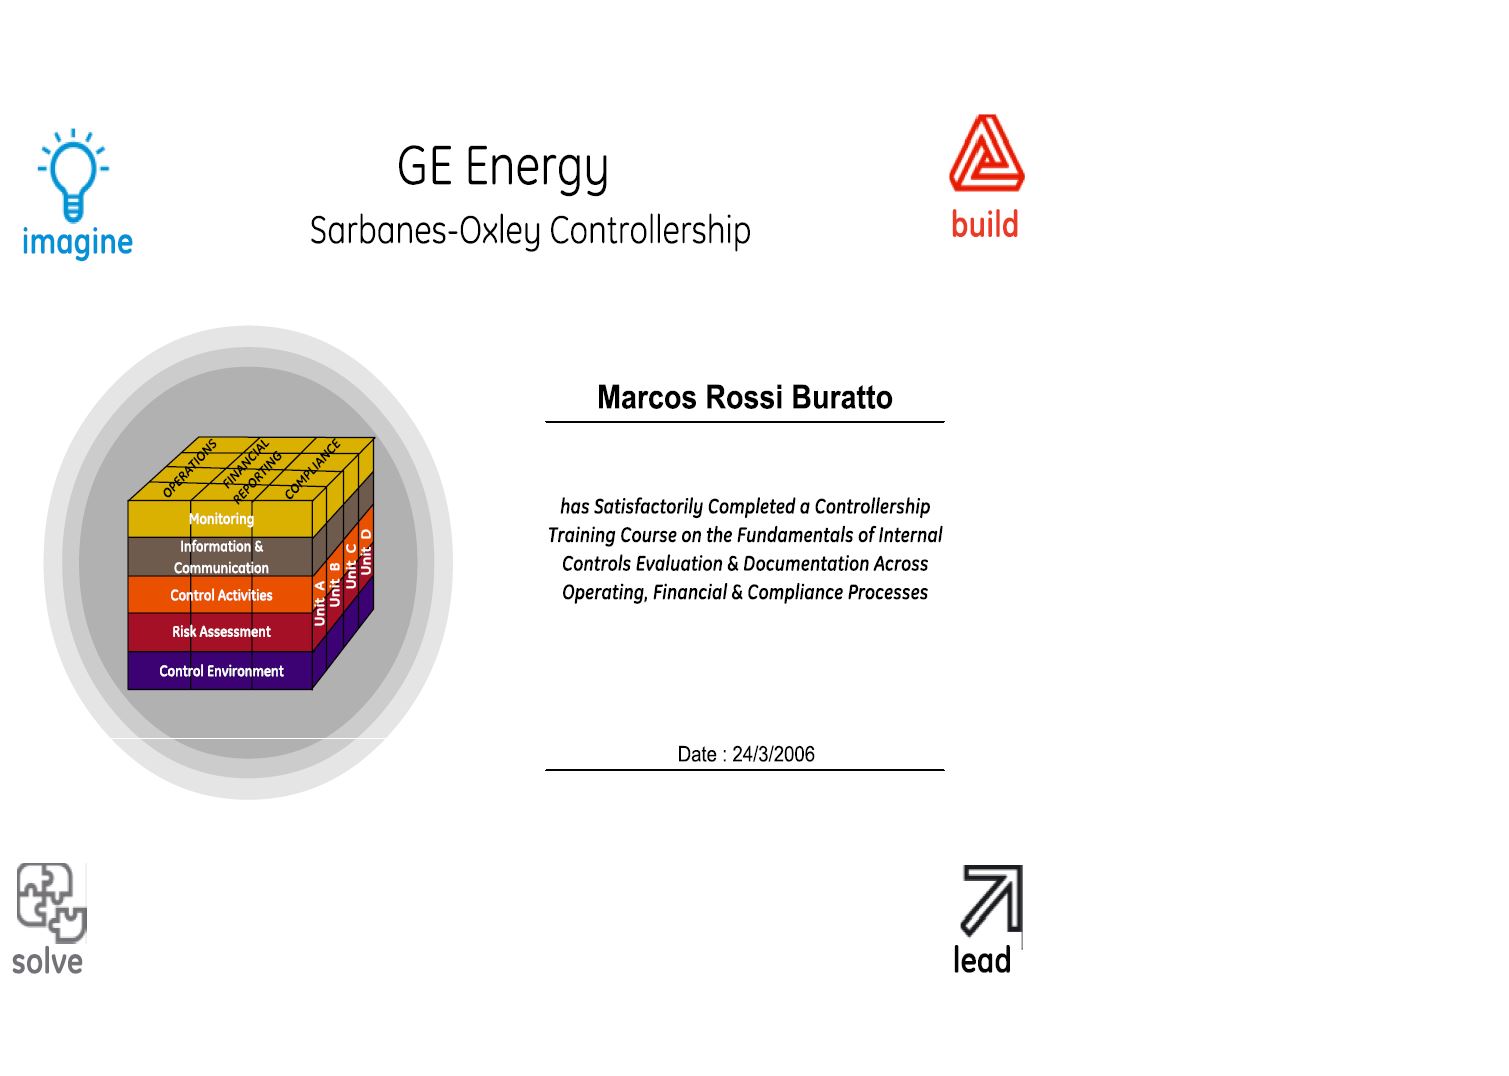 imagine
GE Energy
Sarbanes-Oxley Controllership
build
OPERATIONS
FINANCIAL
REPORTING
COMPLIANCE
Monitoring
Information &
Communication
Control Activities
Risk Assessment
Control Environment
Unit A
Unit B
Unit C
Unit D
Marcos Rossi Buratto
has Satisfactorily Completed a Controllership
Training Course on the Fundamentals of Internal
Controls Evaluation & Documentation Across
Operating, Financial & Compliance Processes
Date : 24/3/2006
solve
lead